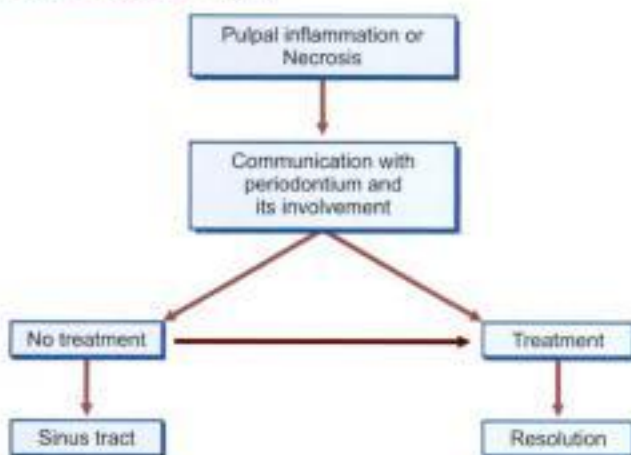 Pulpal inflammation or
Necrosis
Communication with
periodontium and
its involvement
No treatment
Treatment
Sinus tract
Resolution